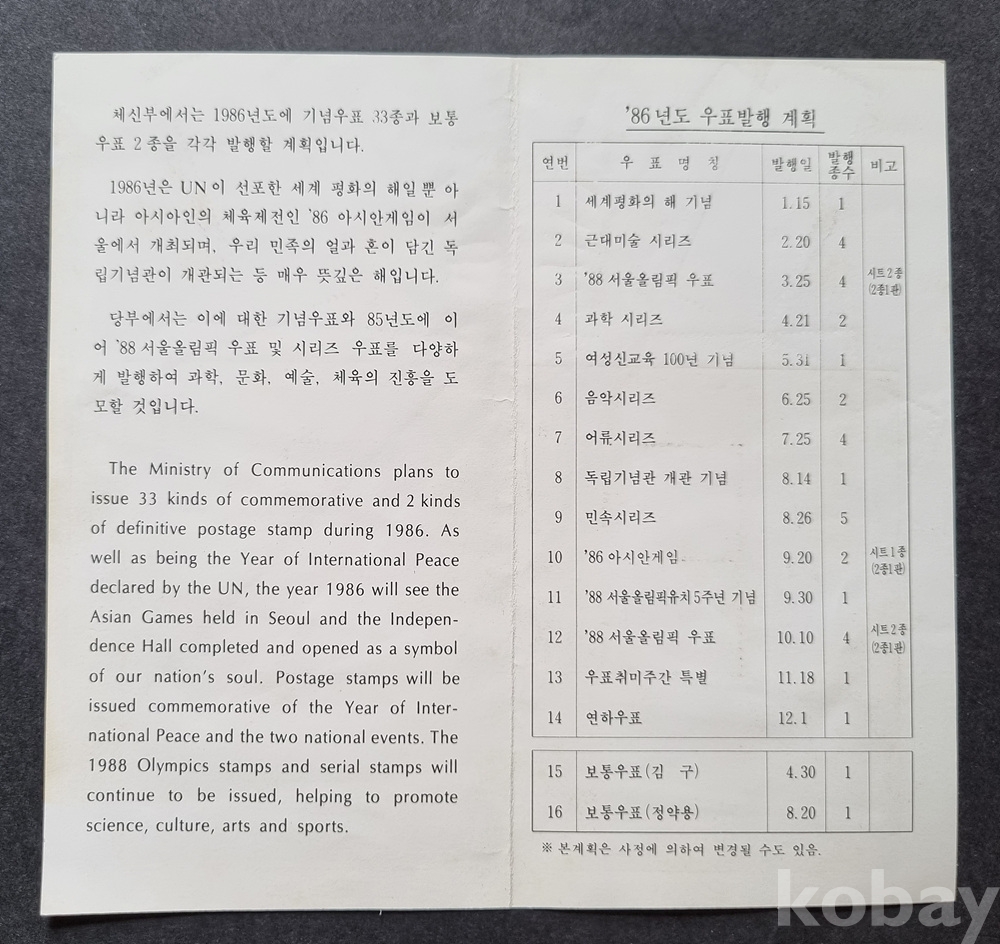 체신부에서는 1986년도에 기념우표 33종과 보통
우표 2종을 각각 발행할 계획입니다.
1986년은 UN이 선포한 세계 평화의 해일뿐 아
니라 아시아인의 체육제전인 '86 아시안게임이 서
울에서 개최되며, 우리 민족의 얼과 혼이 담긴 독
립기념관이 개관되는 등 매우 뜻깊은 해입니다.
당부에서는 이에 대한 기념우표와 85년도에 이
어 '88 서울올림픽 우표 및 시리즈 우표를 다양하
게 발행하여 과학, 문화, 예술, 체육의 진흥을 도
모할 것입니다.
The Ministry of Communications plans to
issue 33 kinds of commemorative and 2 kinds
of definitive postage stamp during 1986. As
well as being the Year of International Peace
declared by the UN, the year 1986 will see the
Asian Games held in Seoul and the Indepen-
dence Hall completed and opened as a symbol
of our nation's soul. Postage stamps will be
issued commemorative of the Year of Inter-
national Peace and the two national events. The
1988 Olympics stamps and serial stamps will
continue to be issued, helping to promote
science, culture, arts and sports.
'86년도 우표발행 계획
연번 우표명칭 발행일 발행종수 비고
1 세계평화의 해 기념 1.15 1
2 근대미술 시리즈 2.20 4
3 '88 서울올림픽 우표 3.25 4 시트2종 (2종1판)
4 과학 시리즈 4.21 2
5 여성신교육 100년 기념 5.31 1
6 음악시리즈 6.25 2
7 어류시리즈 7.25 4
8 독립기념관 개관 기념 8.14 1
9 민속시리즈 8.26 5
10 '86 아시안게임 9.20 2 시트1종 (2종1판)
11 '88 서울올림픽유치5주년 기념 9.30 1
12 '88 서울올림픽 우표 10.10 4 시트2종 (2종1판)
13 우표취미주간 특별 11.18 1
14 연하우표 12.1 1
15 보통우표(김 구) 4.30 1
16 보통우표(정약용) 8.20 1
※ 본계획은 사정에 의하여 변경될 수도 있음.
kobay